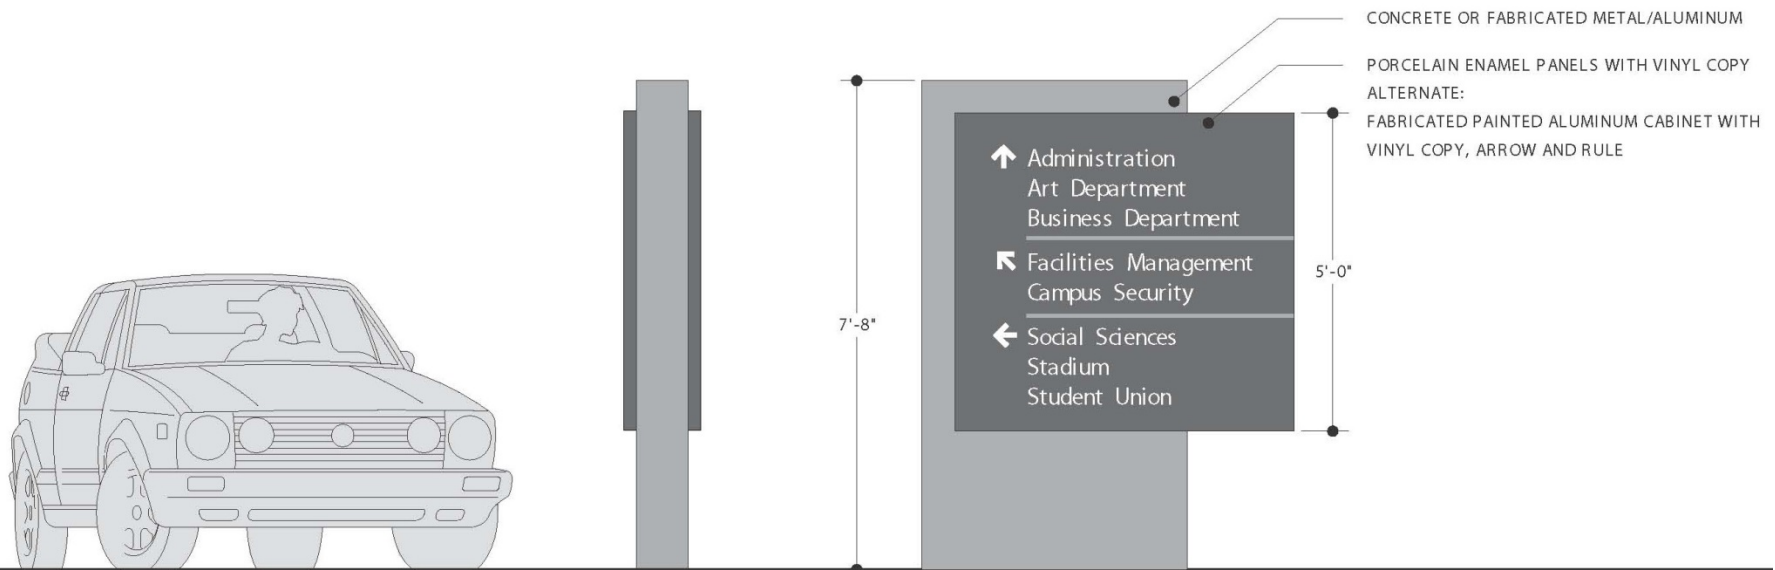 CONCRETE OR FABRICATED METAL/ALUMINUM
PORCELAIN ENAMEL PANELS WITH VINYL COPY
ALTERNATE:
FABRICATED PAINTED ALUMINUM CABINET WITH
VINYL COPY, ARROW AND RULE
7'-8"
Administration
Art Department
Business Department
Facilities Management
Campus Security
Social Sciences
Stadium
Student Union
5'-0"